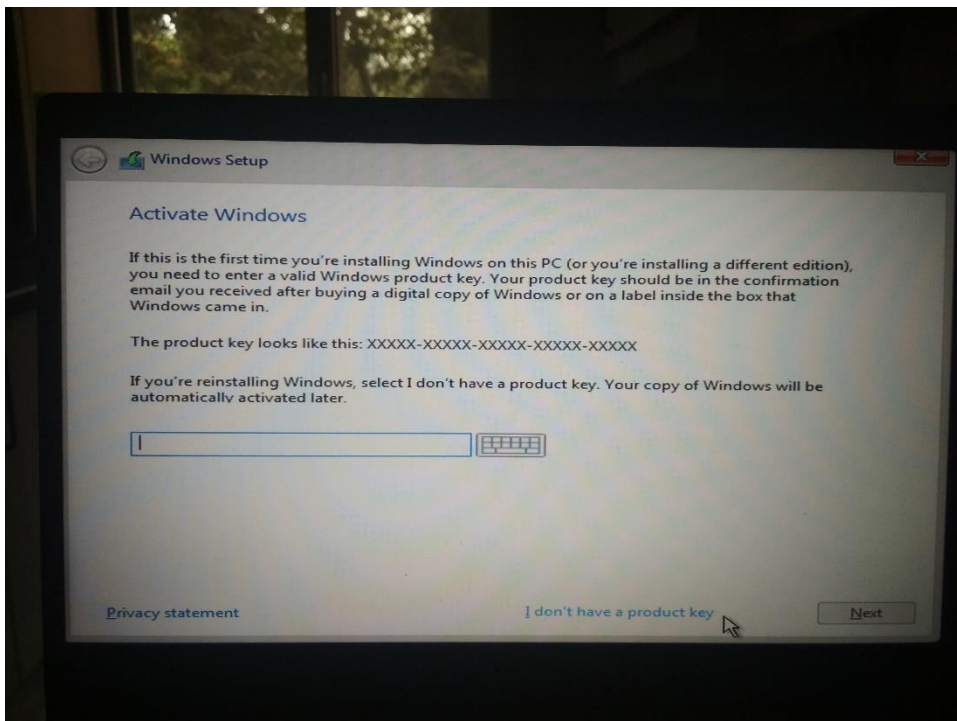 Windows Setup
Activate Windows
If this is the first time you're installing Windows on this PC (or you're installing a different edition),
you need to enter a valid Windows product key. Your product key should be in the confirmation
email you received after buying a digital copy of Windows or on a label inside the box that
Windows came in.
The product key looks like this: XXXXX-XXXXX-XXXXX-XXXXX-XXXXX
If you're reinstalling Windows, select I don't have a product key. Your copy of Windows will be
automatically activated later.
Privacy statement
I don't have a product key
Next